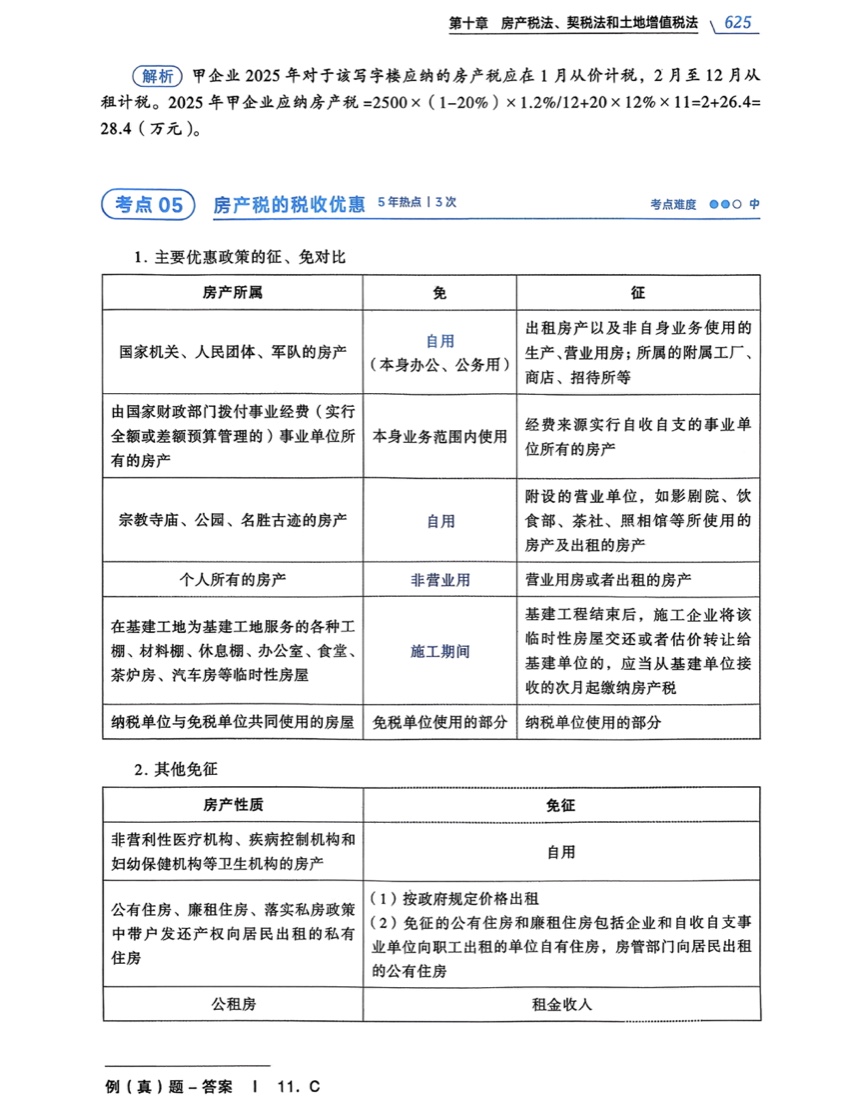 第十章 房产税法、契税法和土地增值税法 625
解析 甲企业 2025 年对于该写字楼应纳的房产税应在 1 月从价计税，2 月至 12 月从
租计税。2025 年甲企业应纳房产税 =2500×（1-20%）×1.2%/12+20×12%×11=2+26.4=
28.4（万元）。
考点 05 房产税的税收优惠 5年热点 | 3次 考点难度 中
1. 主要优惠政策的征、免对比
房产所属 免 征
国家机关、人民团体、军队的房产
自用
（本身办公、公务用）
出租房产以及非自身业务使用的
生产、营业用房；所属的附属工厂、
商店、招待所等
由国家财政部门拨付事业经费（实行
全额或差额预算管理的）事业单位所
有的房产
本身业务范围内使用
经费来源实行自收自支的事业单
位所有的房产
宗教寺庙、公园、名胜古迹的房产
自用
附设的营业单位，如影剧院、饮
食部、茶社、照相馆等所使用的
房产及出租的房产
个人所有的房产 非营业用 营业用房或者出租的房产
在基建工地为基建工地服务的各种工
棚、材料棚、休息棚、办公室、食堂、
茶炉房、汽车房等临时性房屋
施工期间
基建工程结束后，施工企业将该
临时性房屋交还或者估价转让给
基建单位的，应当从基建单位接
收的次月起缴纳房产税
纳税单位与免税单位共同使用的房屋 免税单位使用的部分 纳税单位使用的部分
2. 其他免征
房产性质 免征
非营利性医疗机构、疾病控制机构和
妇幼保健机构等卫生机构的房产
自用
公有住房、廉租住房、落实私房政策
中带户发还产权向居民出租的私有
住房
（1）按政府规定价格出租
（2）免征的公有住房和廉租住房包括企业和自收自支事
业单位向职工出租的单位自有住房，房管部门向居民出租
的公有住房
公租房 租金收入
例（真）题 – 答案 | 11. C